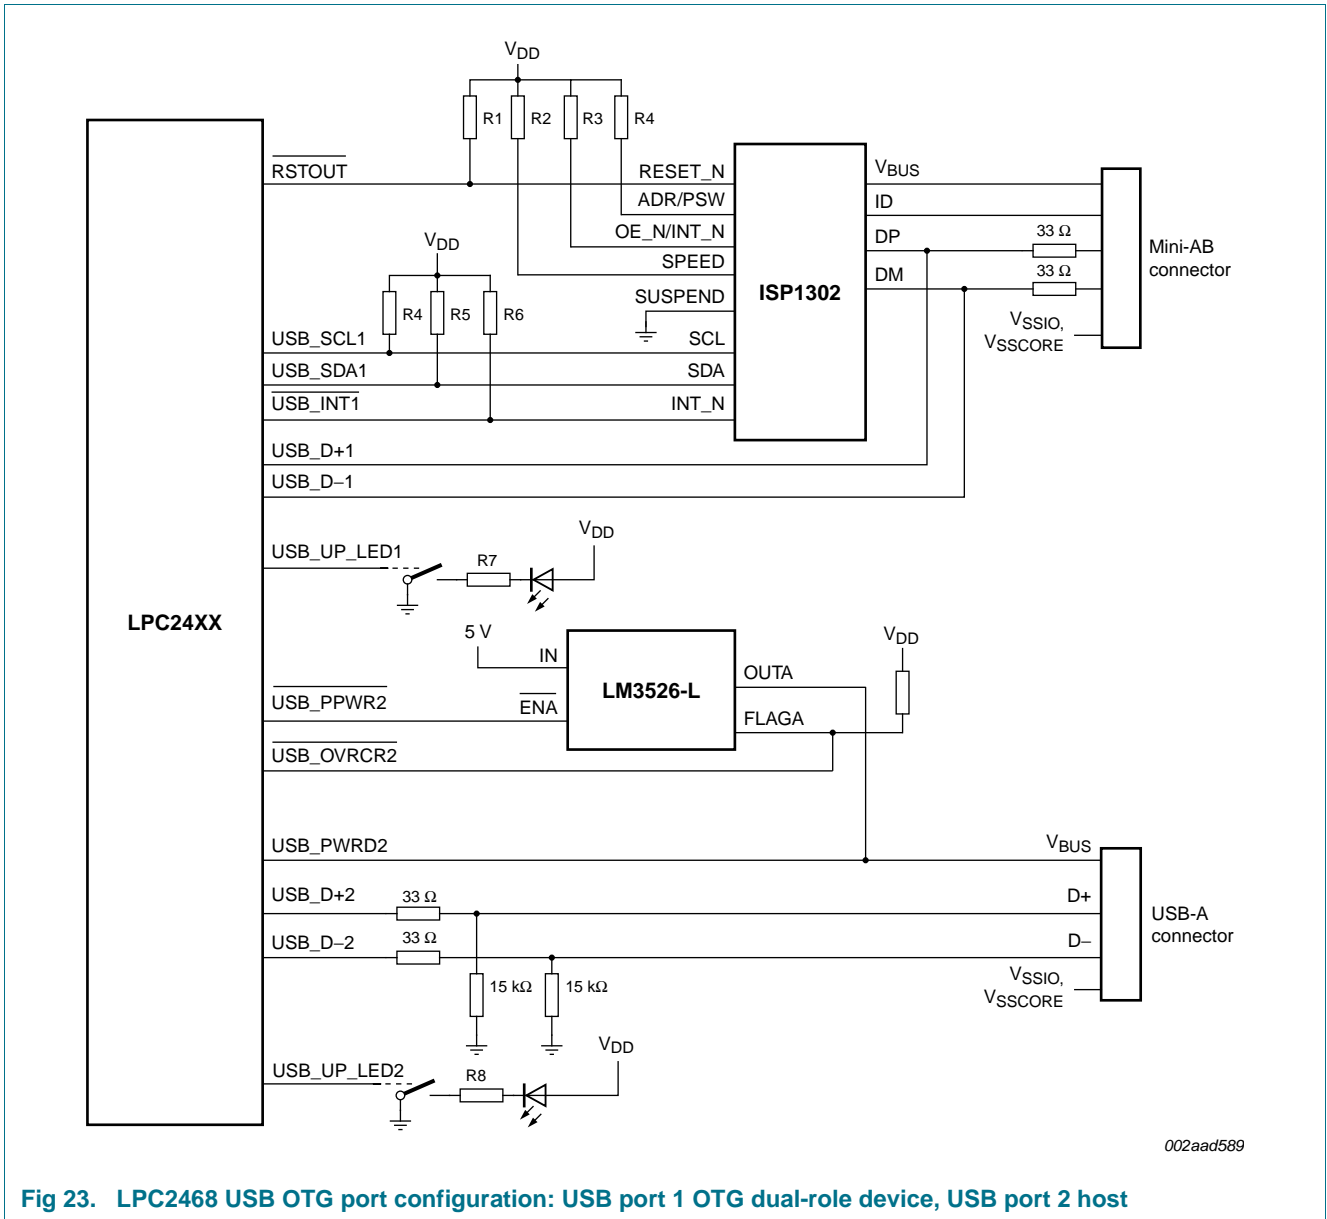 VDD
R1 R2 R3 R4
RSTOUT
RESET_N
ADR/PSW
OE_N/INT_N
SPEED
SUSPEND
VDD
R4 R5 R6
USB_SCL1
SCL
USB_SDA1
SDA
USB_INT1
INT_N
ISP1302
VBUS
ID
DP
33 Ω
DM
33 Ω
VSSIO,
VSSCORE
Mini-AB
connector
USB_D+1
USB_D−1
USB_UP_LED1
R7
VDD
LPC24XX
5 V
IN
LM3526-L
OUTA
VDD
USB_PPWR2
ENA
FLAGA
USB_OVRCR2
USB_PWRD2
VBUS
USB_D+2
33 Ω
D+
USB_D−2
33 Ω
D−
USB-A
connector
15 kΩ 15 kΩ
VSSIO,
VSSCORE
USB_UP_LED2
R8
VDD
002aad589
Fig 23. LPC2468 USB OTG port configuration: USB port 1 OTG dual-role device, USB port 2 host